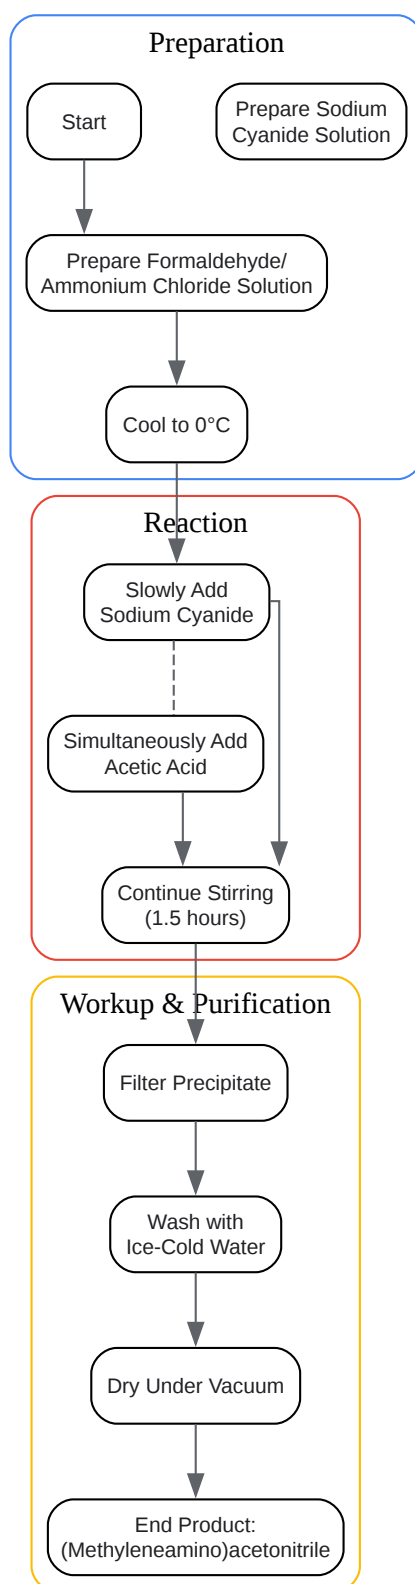 Preparation
Start
Prepare Sodium
Cyanide Solution
Prepare Formaldehyde/
Ammonium Chloride Solution
Cool to 0°C
Reaction
Slowly Add
Sodium Cyanide
Simultaneously Add
Acetic Acid
Continue Stirring
(1.5 hours)
Workup & Purification
Filter Precipitate
Wash with
Ice-Cold Water
Dry Under Vacuum
End Product:
(Methyleneamino)acetonitrile